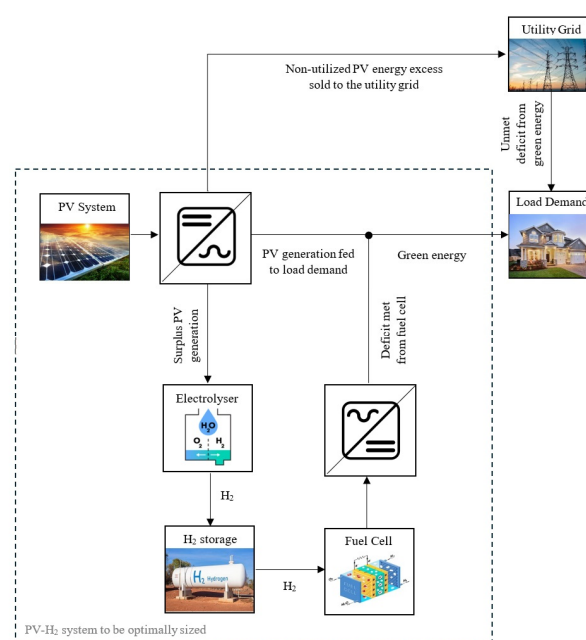 Utility Grid
Non-utilized PV energy excess
sold to the utility grid
Unmet
deficit from
green energy
PV System
Load Demand
PV generation fed
to load demand
Green energy
Surplus PV
generation
Deficit met
from fuel cell
Electrolyser
H₂O
O₂ H₂
H₂
H₂ storage
Fuel Cell
H₂ Hydrogen
H₂
PV-H₂ system to be optimally sized